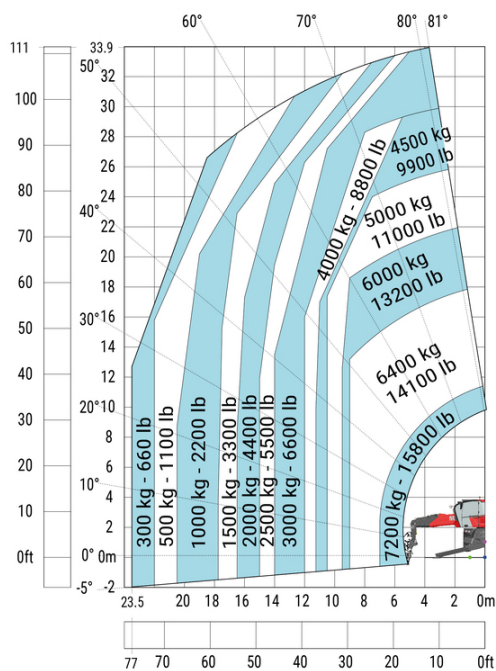 60° 70° 80° 81°
111 33.9
50°
32
100 30
90 28
4500 kg
9900 lb
26
80 24
4000 kg - 8800 lb
5000 kg
11000 lb
40°
70 22
20
6000 kg
13200 lb
60 18
50 30° 16
14
6400 kg
14100 lb
40 12
20° 10
30 8
300 kg - 660 lb
500 kg - 1100 lb
1000 kg - 2200 lb
1500 kg - 3300 lb
2000 kg - 4400 lb
2500 kg - 5500 lb
3000 kg - 6600 lb
7200 kg - 15800 lb
20 6
10°
4
10 2
0ft 0° 0m
-5° -2
23.5 20 18 16 14 12 10 8 6 4 2 0m
77 70 60 50 40 30 20 10 0ft